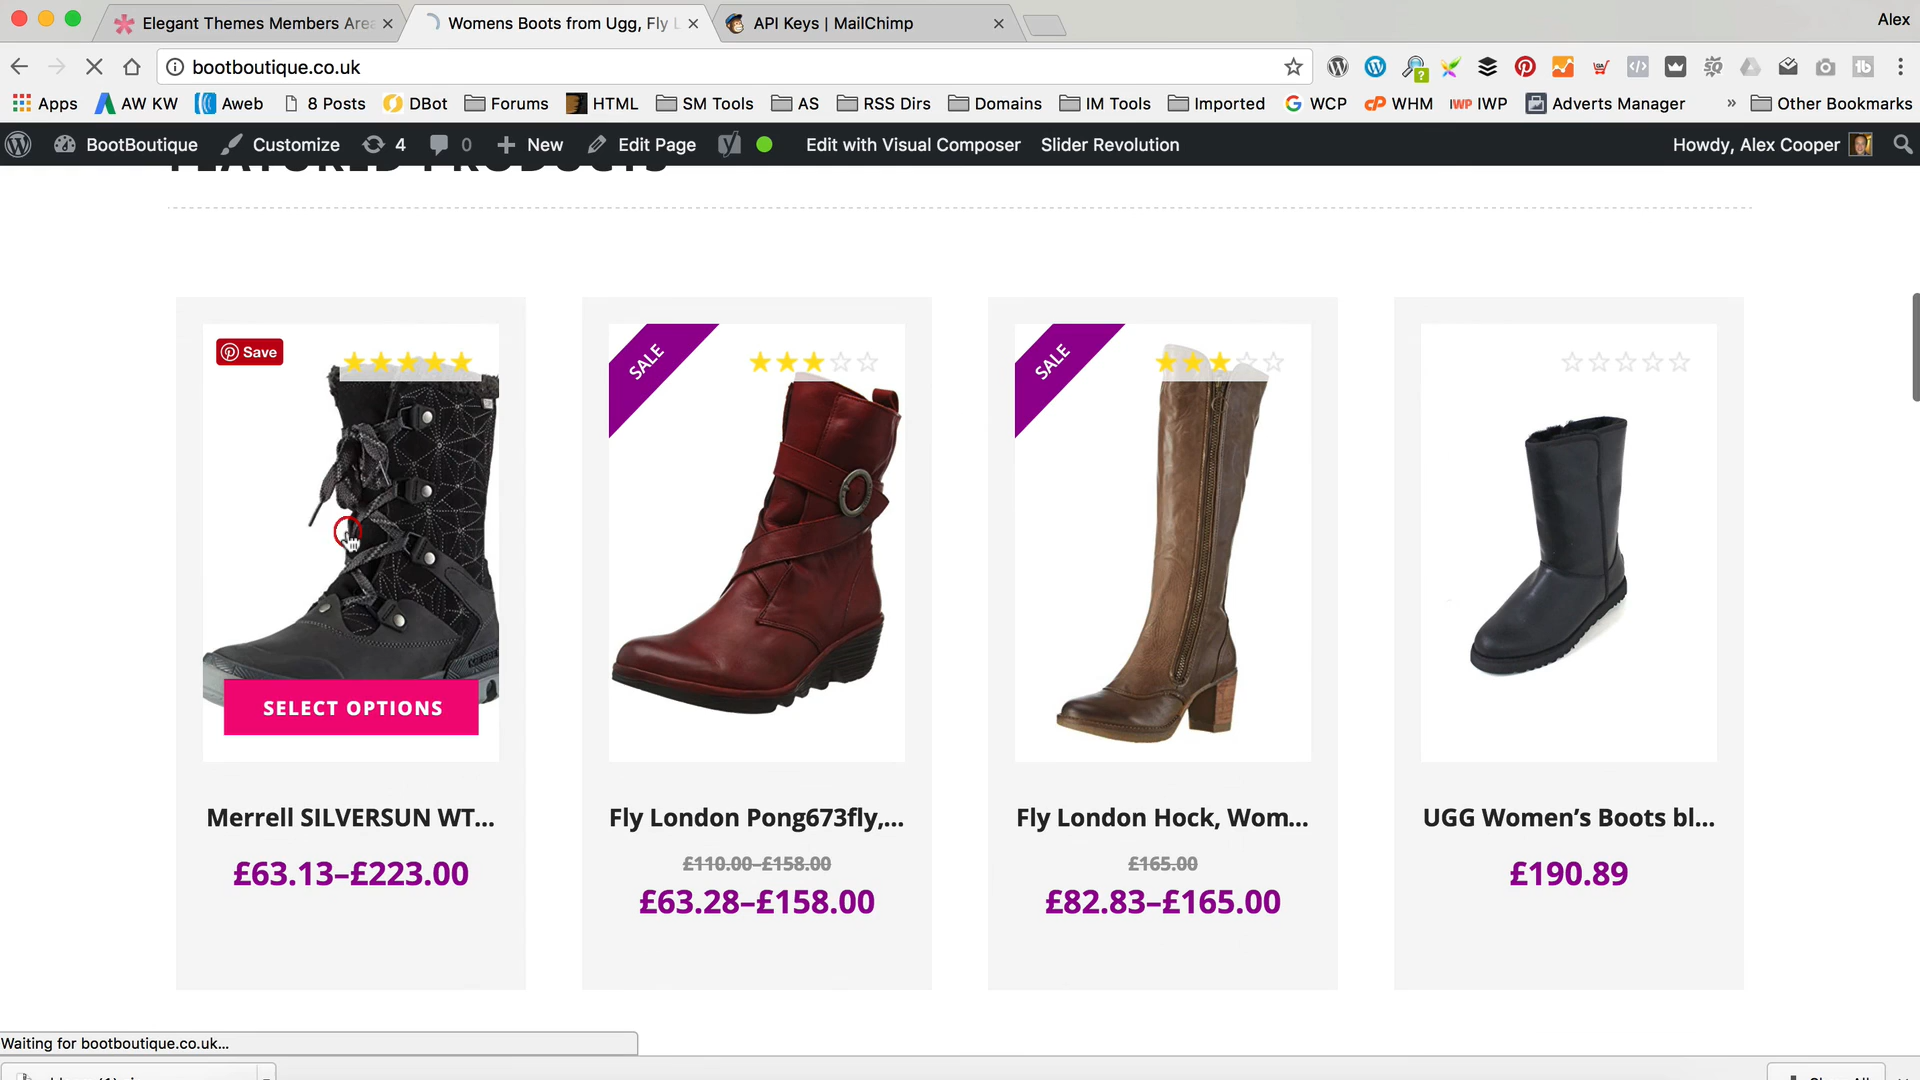 Elegant Themes Members Area
Womens Boots from Ugg, Fly L
API Keys | MailChimp
Alex
bootboutique.co.uk
Apps
AW KW
Aweb
8 Posts
DBot
Forums
HTML
SM Tools
AS
RSS Dirs
Domains
IM Tools
Imported
WCP
WHM
IWP
Adverts Manager
» Other Bookmarks
BootBoutique
Customize
4
0
New
Edit Page
Edit with Visual Composer
Slider Revolution
Howdy, Alex Cooper
FEATURED PRODUCTS
Save
SALE
SALE
SELECT OPTIONS
Merrell SILVERSUN WT...
£63.13–£223.00
Fly London Pong673fly,...
£110.00–£158.00
£63.28–£158.00
Fly London Hock, Wom...
£165.00
£82.83–£165.00
UGG Women’s Boots bl...
£190.89
Waiting for bootboutique.co.uk...